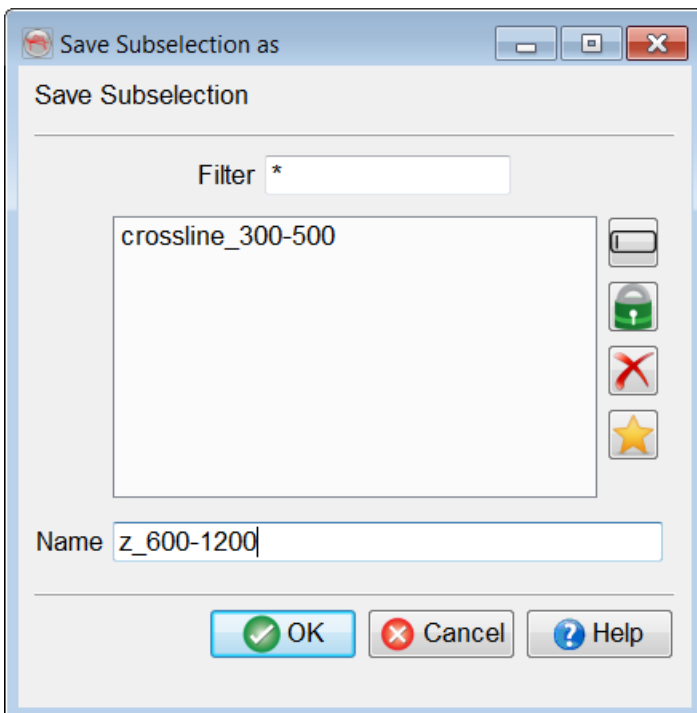 Save Subselection as
Save Subselection
Filter *
crossline_300-500
Name z_600-1200
OK Cancel Help